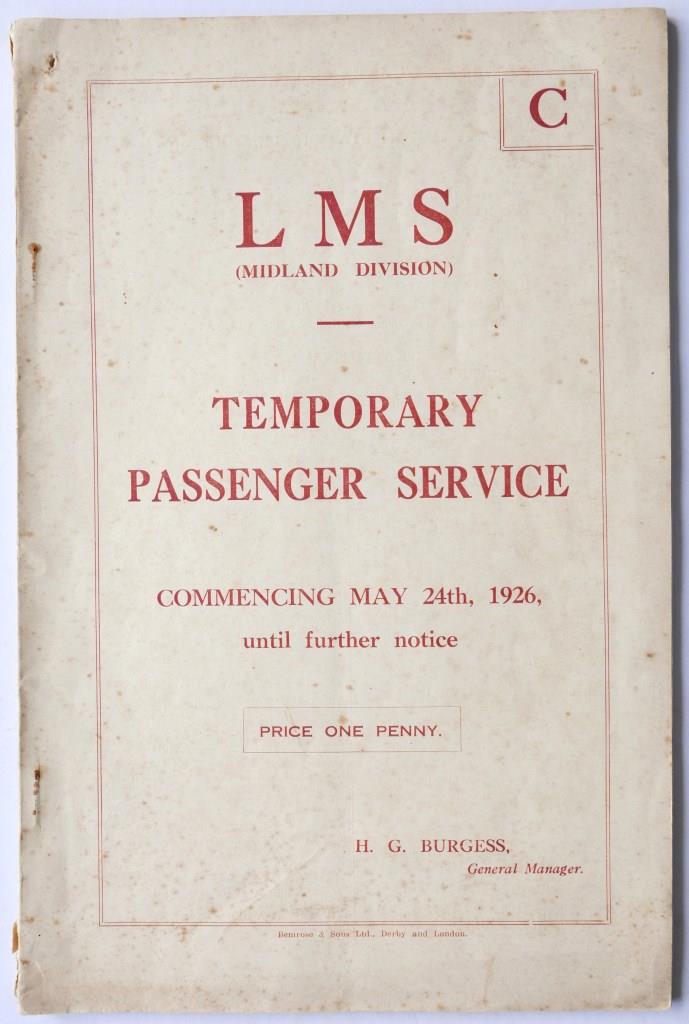 C
L M S
(MIDLAND DIVISION)
TEMPORARY
PASSENGER SERVICE
COMMENCING MAY 24th, 1926,
until further notice
PRICE ONE PENNY.
H. G. BURGESS,
General Manager.
Bemrose & Sons Ltd., Derby and London.